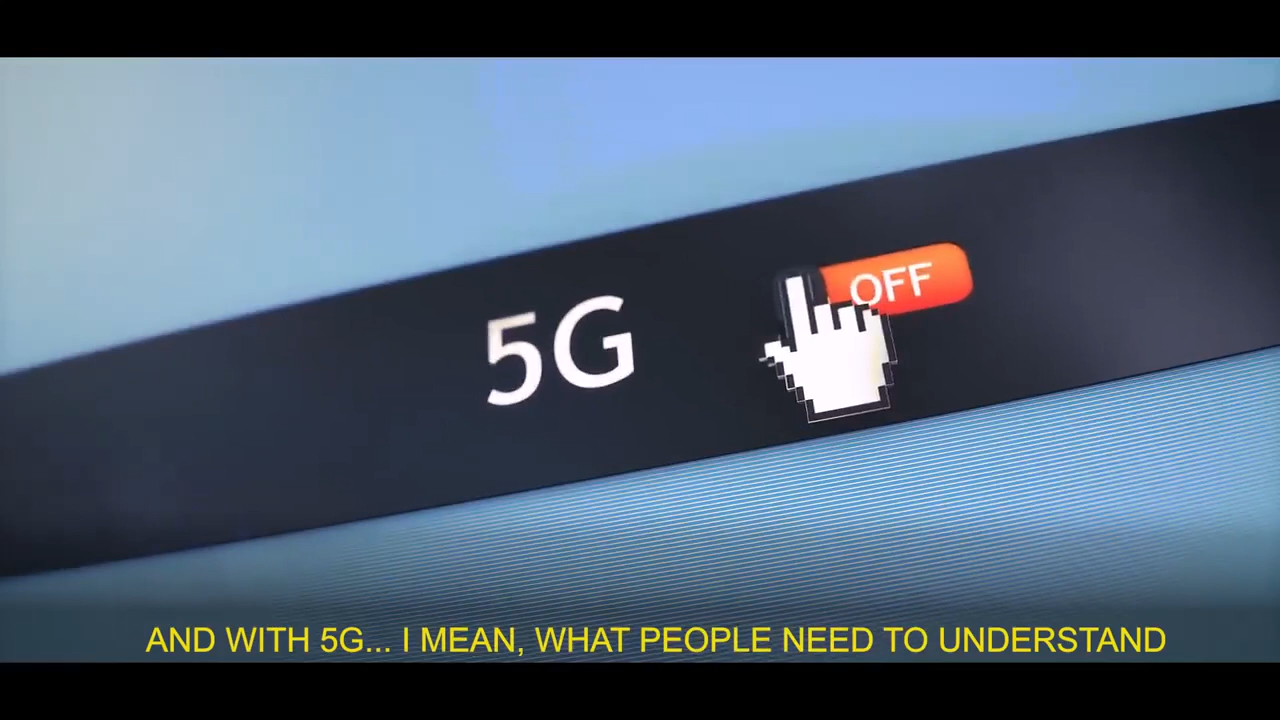 5G
OFF
AND WITH 5G... I MEAN, WHAT PEOPLE NEED TO UNDERSTAND